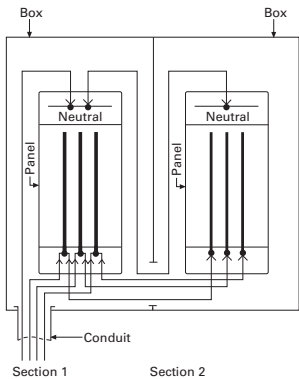 Box
Box
Neutral
Neutral
Panel
Panel
Conduit
Section 1
Section 2